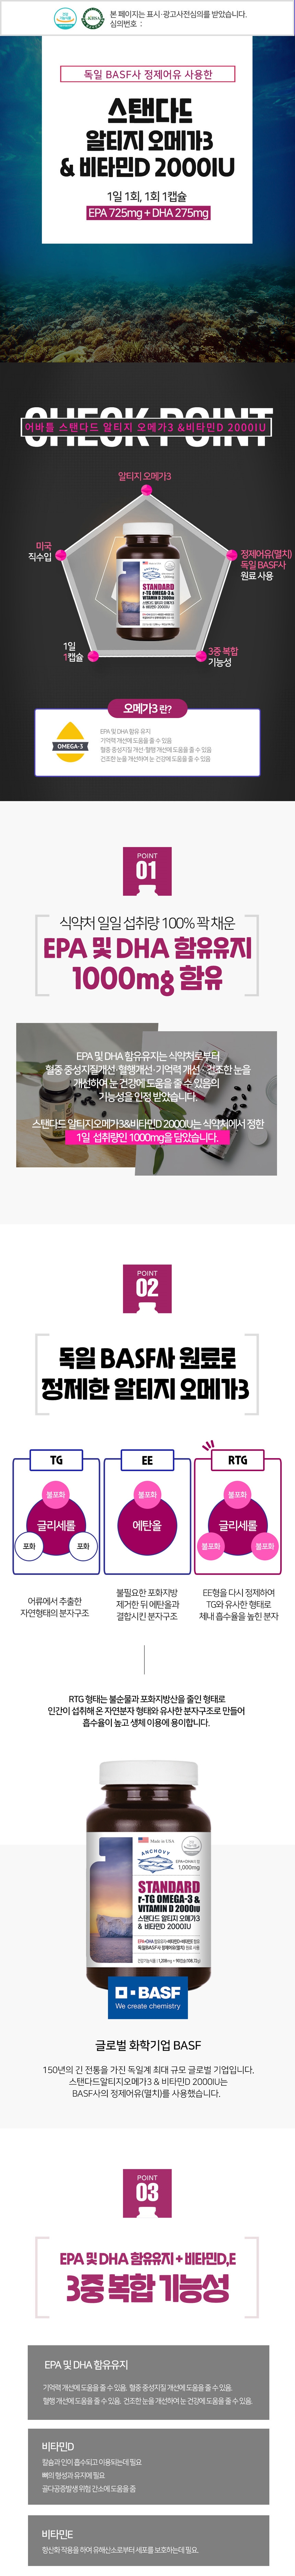 본 페이지는 표시·광고사전심의를 받았습니다.
심의번호 :
독일 BASF사 정제어유 사용한
스탠다드
알티지 오메가3
& 비타민D 2000IU
1일 1회, 1회 1캡슐
EPA 725mg + DHA 275mg
CHECK POINT
어바틀 스탠다드 알티지 오메가3 &비타민D 2000IU
알티지 오메가3
미국
직수입
정제어유(멸치)
독일 BASF사
원료 사용
1일
1캡슐
3중 복합
기능성
STANDARD
r-TG OMEGA-3 &
VITAMIN D 2000IU
스탠다드 알티지 오메가3
& 비타민D 2000IU
오메가3 란?
OMEGA-3
EPA 및 DHA 함유 유지
기억력 개선에 도움을 줄 수 있음
혈중 중성지질 개선·혈행 개선에 도움을 줄 수 있음
건조한 눈을 개선하여 눈 건강에 도움을 줄 수 있음
POINT
01
식약처 일일 섭취량 100% 꽉 채운
EPA 및 DHA 함유유지
1000mg 함유
EPA 및 DHA 함유유지는 식약처로부터
혈중 중성지질개선·혈행개선·기억력 개선·건조한 눈을
개선하여 눈 건강에 도움을 줄 수 있음의
기능성을 인정 받았습니다.
스탠다드 알티지오메가3&비타민D 2000IU는 식약처에서 정한
1일 섭취량인 1000mg을 담았습니다.
POINT
02
독일 BASF사 원료로
정제한 알티지 오메가3
TG
불포화
글리세롤
포화
포화
어류에서 추출한
자연형태의 분자구조
EE
불포화
에탄올
불필요한 포화지방
제거한 뒤 에탄올과
결합시킨 분자구조
RTG
불포화
글리세롤
불포화
불포화
EE형을 다시 정제하여
TG와 유사한 형태로
체내 흡수율을 높힌 분자
RTG 형태는 불순물과 포화지방산을 줄인 형태로
인간이 섭취해 온 자연분자 형태와 유사한 분자구조로 만들어
흡수율이 높고 생체 이용에 용이합니다.
Made in USA
ANCHOVY
EPA+DHA의 합
1,000mg
STANDARD
r-TG OMEGA-3 &
VITAMIN D 2000IU
스탠다드 알티지 오메가3
& 비타민D 2000IU
BASF
We create chemistry
글로벌 화학기업 BASF
150년의 긴 전통을 가진 독일계 최대 규모 글로벌 기업입니다.
스탠다드알티지오메가3 & 비타민D 2000IU는
BASF사의 정제어유(멸치)를 사용했습니다.
POINT
03
EPA 및 DHA 함유유지 + 비타민D,E
3중 복합 기능성
EPA 및 DHA 함유유지
기억력 개선에 도움을 줄 수 있음, 혈중 중성지질 개선에 도움을 줄 수 있음,
혈행 개선에 도움을 줄 수 있음, 건조한 눈을 개선하여 눈 건강에 도움을 줄 수 있음.
비타민D
칼슘과 인이 흡수되고 이용되는데 필요
뼈의 형성과 유지에 필요
골다공증발생 위험 감소에 도움을 줌
비타민E
항산화 작용을 하여 유해산소로부터 세포를 보호하는데 필요.